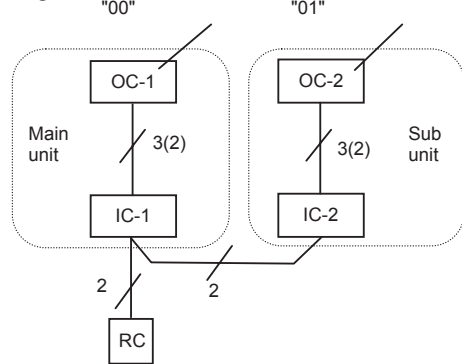 "00"
"01"
OC-1
OC-2
Main
unit
3(2)
3(2)
Sub
unit
IC-1
IC-2
2
2
RC